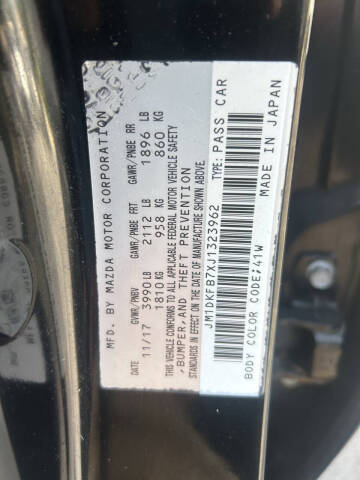 MFD. BY MAZDA MOTOR CORPORATION
DATE GVWR/PNBV GAWR/PNBE FRT GAWR/PNBE RR
11/17 3990 LB 2112 LB 1896 LB
1810 KG 958 KG 860 KG
THIS VEHICLE CONFORMS TO ALL APPLICABLE FEDERAL MOTOR VEHICLE SAFETY
, BUMPER, AND THEFT PREVENTION
STANDARDS IN EFFECT ON THE DATE OF MANUFACTURE SHOWN ABOVE.
JM1DKFB7XJ1323962 TYPE: PASS CAR
BODY COLOR CODE;41W MADE IN JAPAN